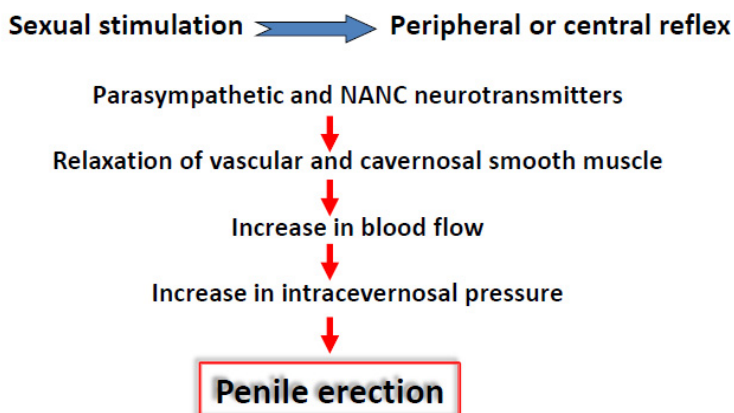 Sexual stimulation Peripheral or central reflex
Parasympathetic and NANC neurotransmitters
Relaxation of vascular and cavernosal smooth muscle
Increase in blood flow
Increase in intracevernosal pressure
Penile erection